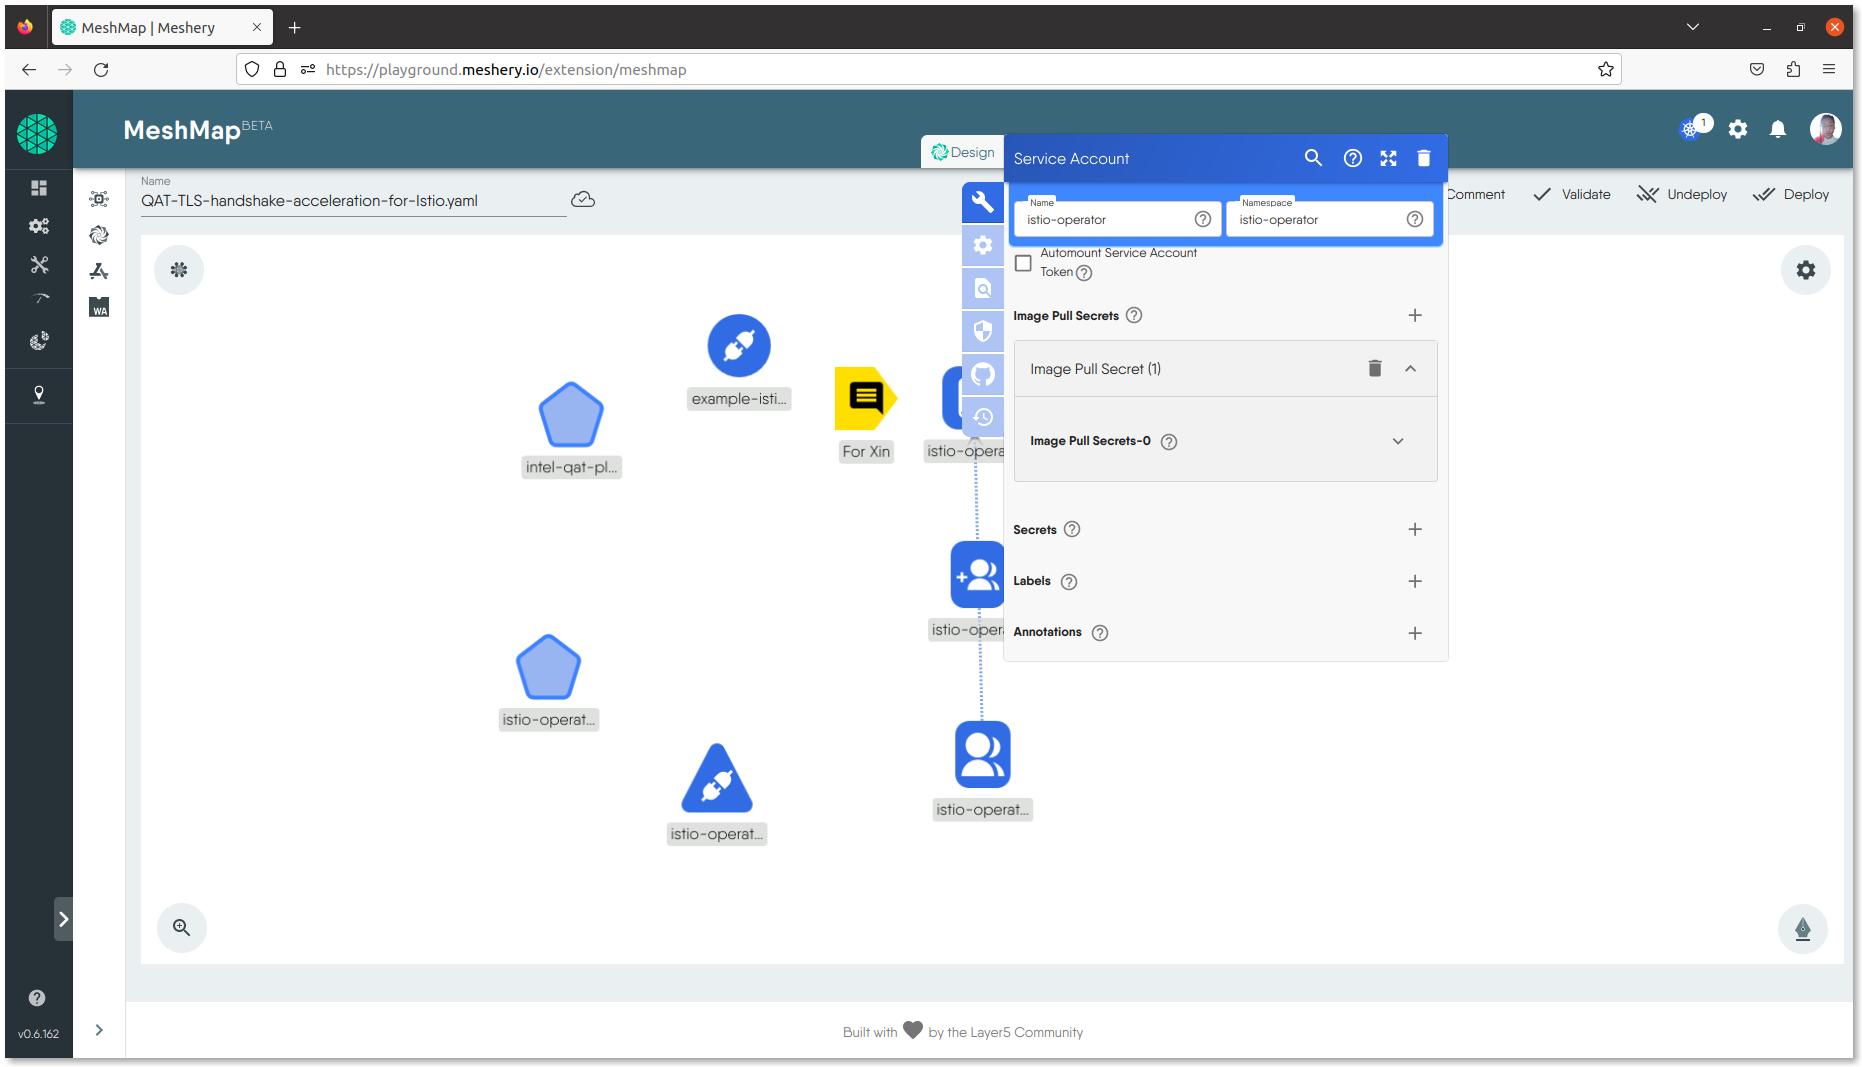 MeshMap | Meshery
https://playground.meshery.io/extension/meshmap
MeshMap BETA
1
Design
Service Account
Name
QAT-TLS-handshake-acceleration-for-Istio.yaml
Comment
Validate
Undeploy
Deploy
Name
istio-operator
Namespace
istio-operator
Automount Service Account
Token
Image Pull Secrets
Image Pull Secret (1)
Image Pull Secrets-0
Secrets
Labels
Annotations
WA
example-isti...
For Xin
istio-opera
intel-qat-pl...
istio-opera
istio-operat...
istio-operat...
istio-operat...
v0.6.162
Built with by the Layer5 Community